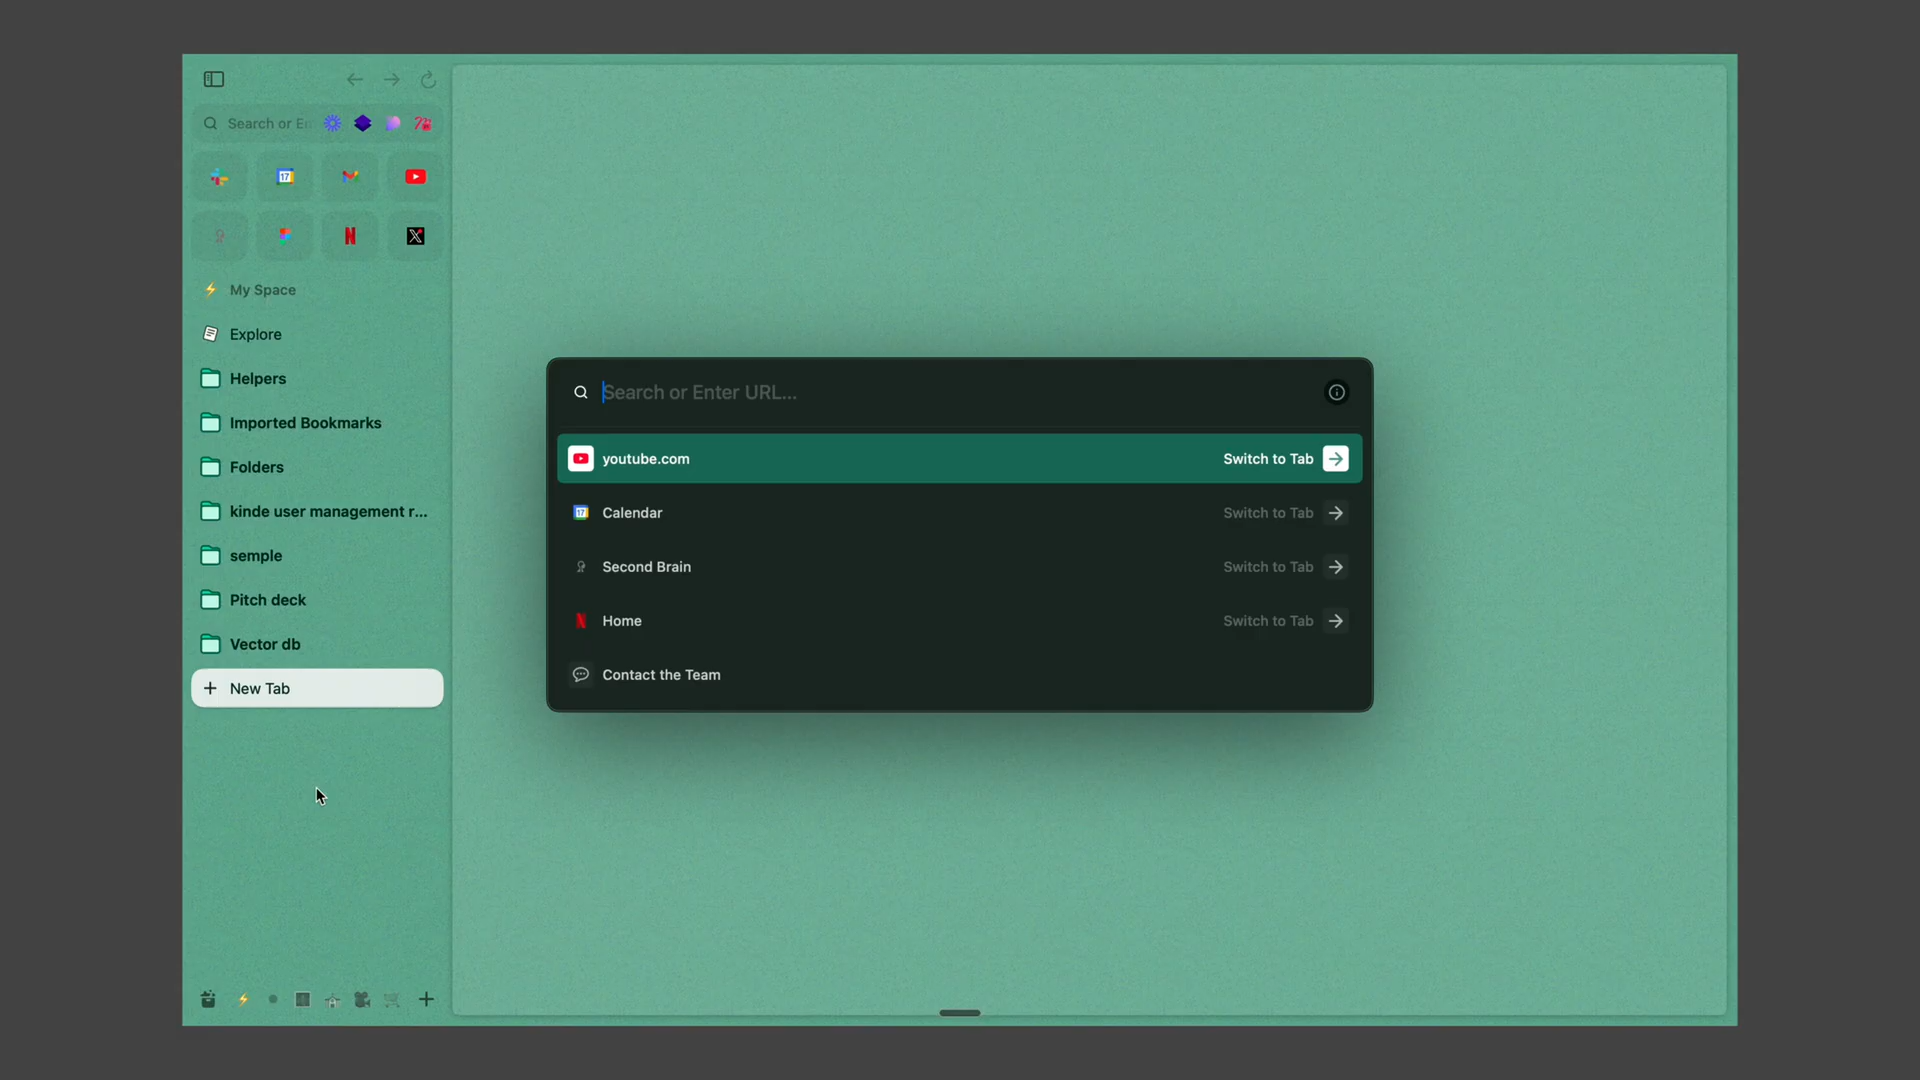 Search or En
17
My Space
Explore
Helpers
Imported Bookmarks
Folders
kinde user management r...
semple
Pitch deck
Vector db
New Tab
Search or Enter URL...
youtube.com Switch to Tab
17 Calendar Switch to Tab
Second Brain Switch to Tab
Home Switch to Tab
Contact the Team